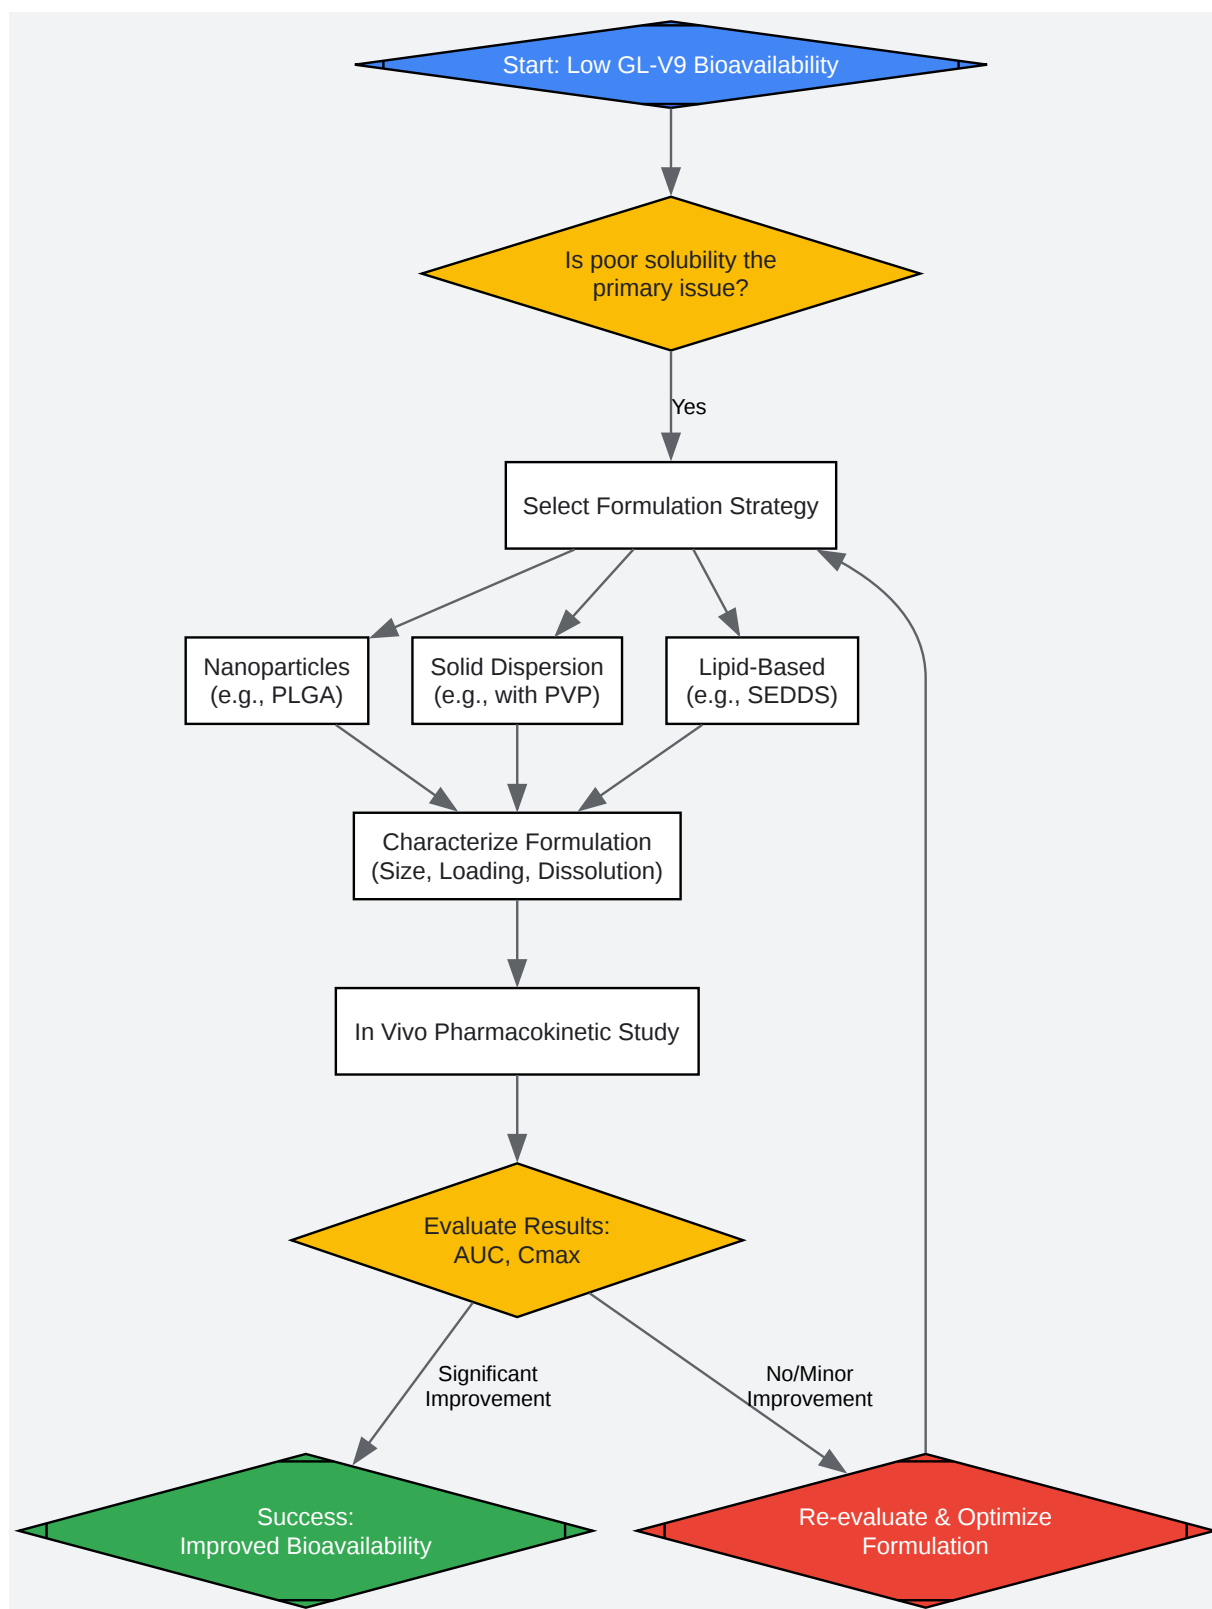 Start: Low GL-V9 Bioavailability
Is poor solubility the
primary issue?
Yes
Select Formulation Strategy
Nanoparticles
(e.g., PLGA)
Solid Dispersion
(e.g., with PVP)
Lipid-Based
(e.g., SEDDS)
Characterize Formulation
(Size, Loading, Dissolution)
In Vivo Pharmacokinetic Study
Evaluate Results:
AUC, Cmax
Significant
Improvement
No/Minor
Improvement
Success:
Improved Bioavailability
Re-evaluate & Optimize
Formulation